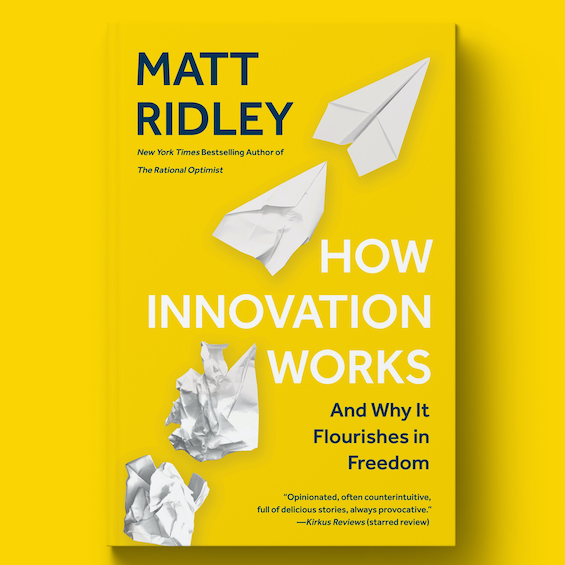 MATT
RIDLEY
New York Times Bestselling Author of
The Rational Optimist
HOW
INNOVATION
WORKS
And Why It
Flourishes in
Freedom
"Opinionated, often counterintuitive,
full of delicious stories, always provocative."
—Kirkus Reviews (starred review)